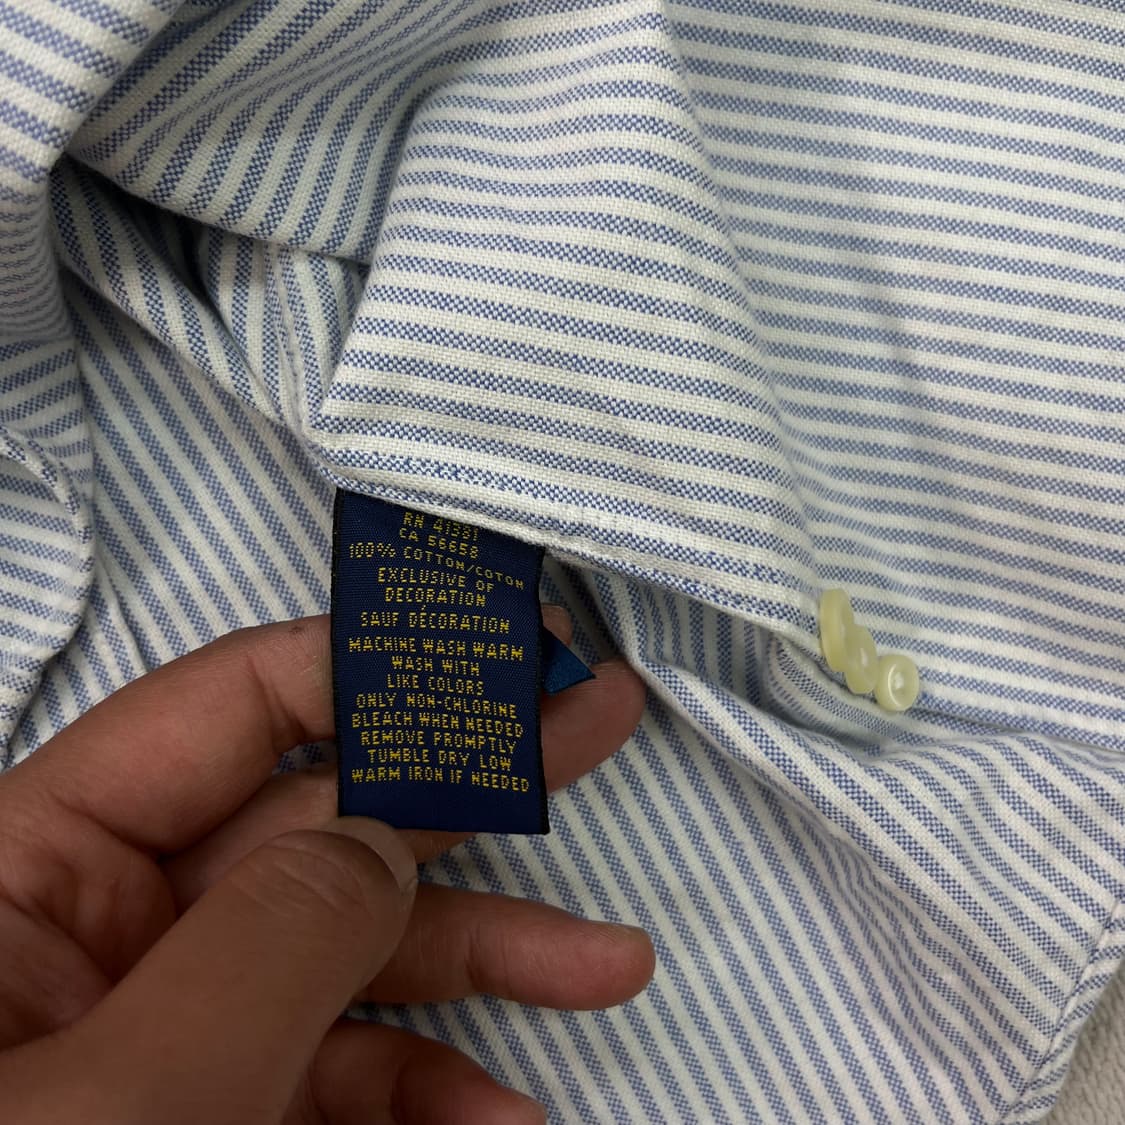 RN 41381
CA 56658
100% COTTON/COTON
EXCLUSIVE OF
DECORATION
SAUF DÉCORATION
MACHINE WASH WARM
WASH WITH
LIKE COLORS
ONLY NON-CHLORINE
BLEACH WHEN NEEDED
REMOVE PROMPTLY
TUMBLE DRY LOW
WARM IRON IF NEEDED